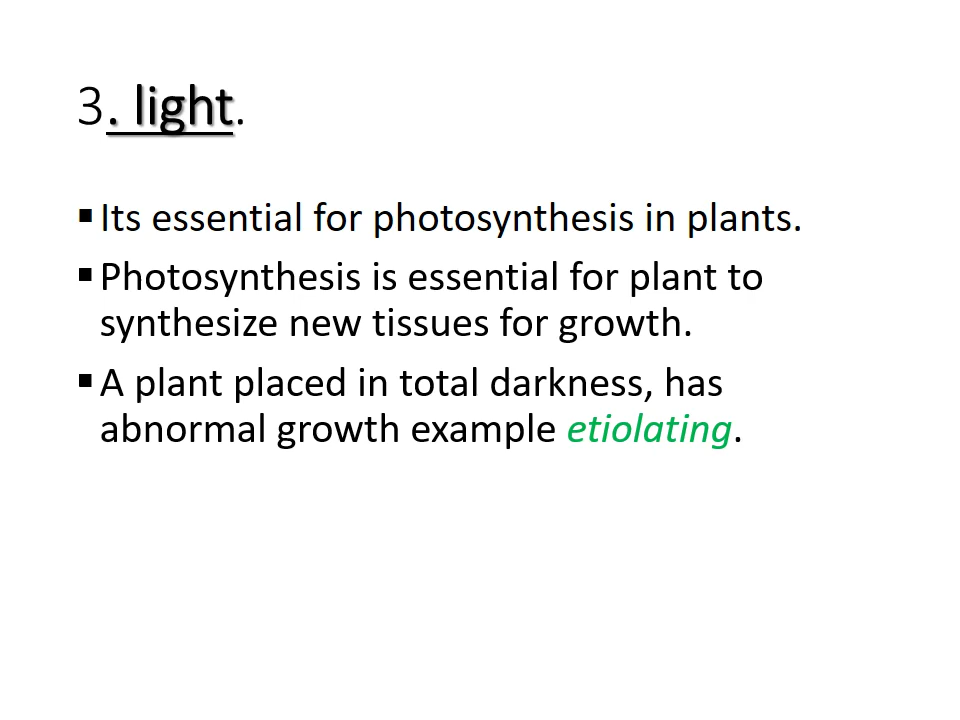 3. light.
▪ Its essential for photosynthesis in plants.
▪ Photosynthesis is essential for plant to
synthesize new tissues for growth.
▪ A plant placed in total darkness, has
abnormal growth example etiolating.